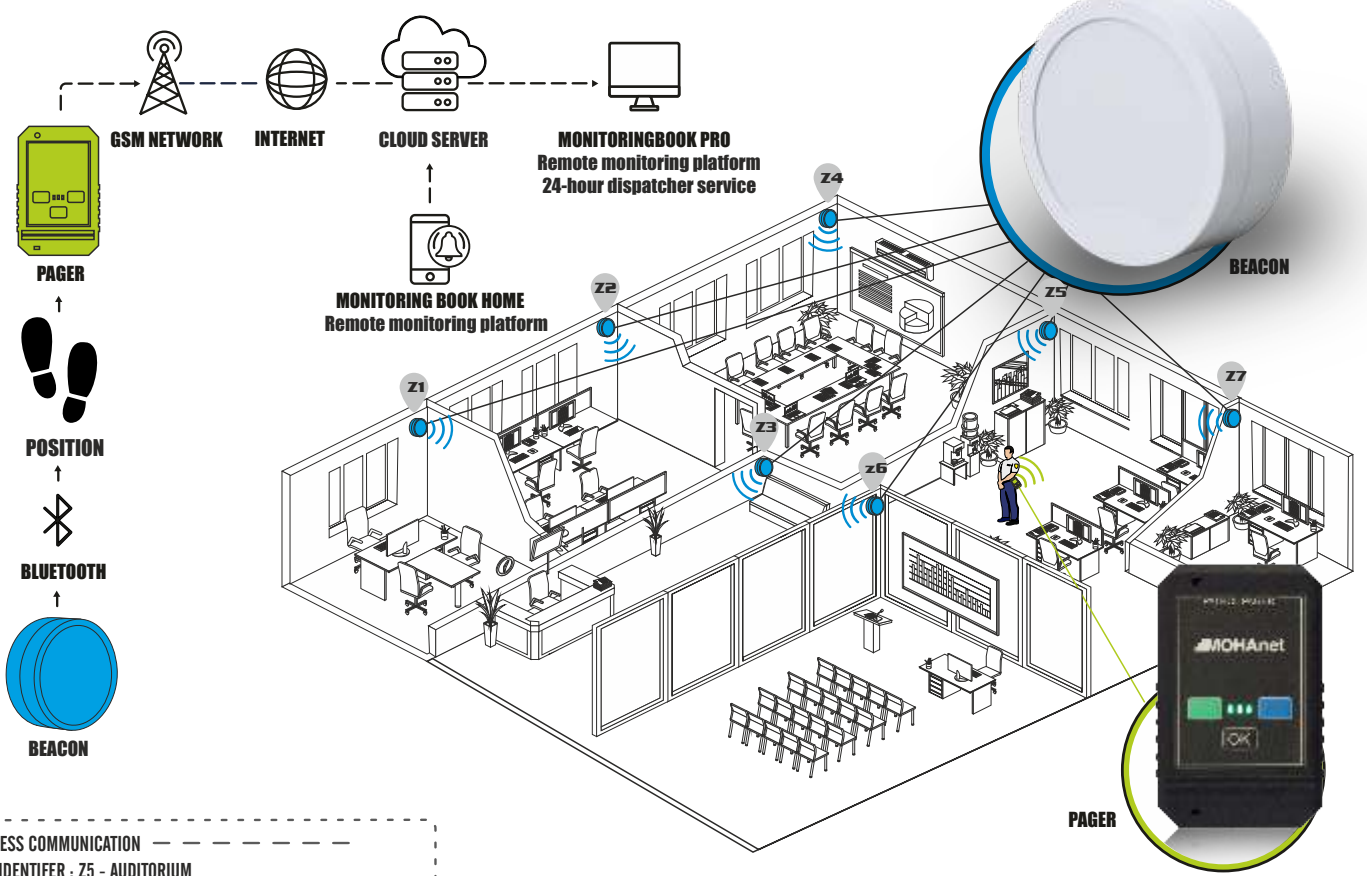 GSM NETWORK
INTERNET
CLOUD SERVER
MONITORINGBOOK PRO
Remote monitoring platform
24-hour dispatcher service
PAGER
MONITORING BOOK HOME
Remote monitoring platform
POSITION
BLUETOOTH
BEACON
Z4
Z2
Z5
Z1
Z7
Z3
Z6
BEACON
MOHAnet
OK
PAGER
ESS COMMUNICATION
IDENTIFER : Z5 - AUDITORIUM